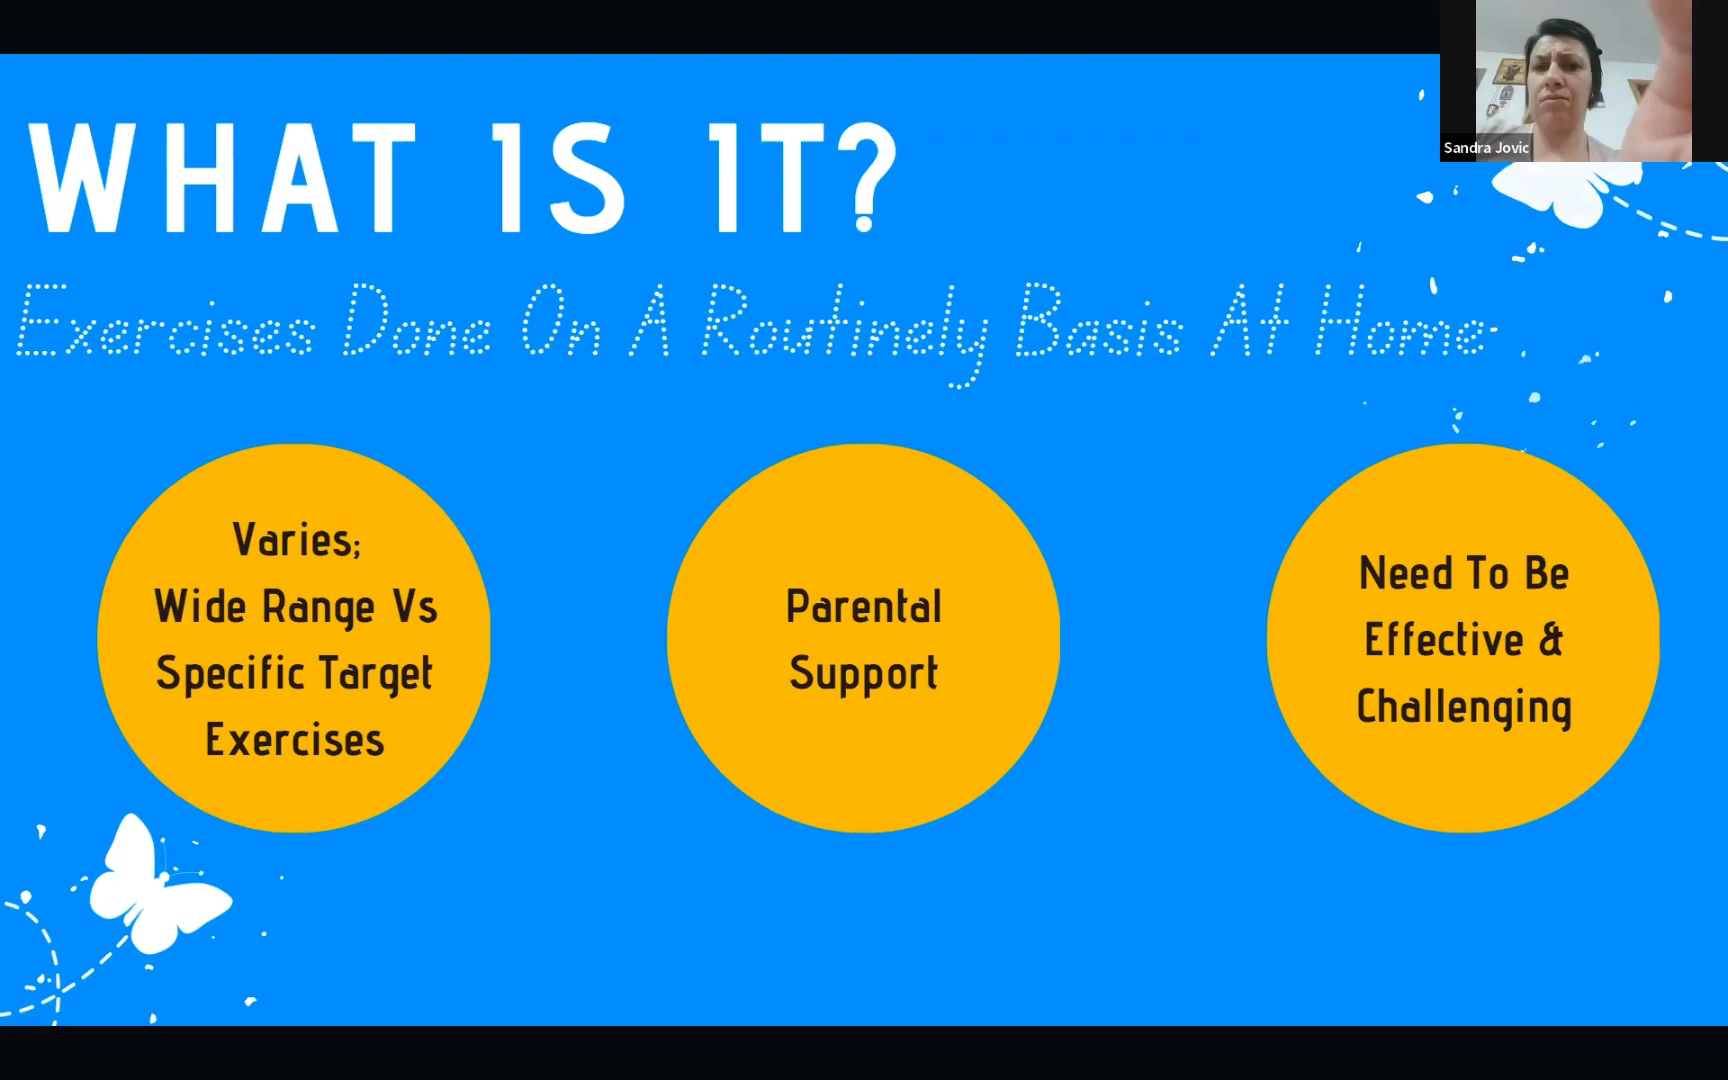 WHAT IS IT?
Exercises Done On A Routinely Basis At Home
Varies;
Wide Range Vs
Specific Target
Exercises
Parental
Support
Need To Be
Effective &
Challenging
Sandra Jovic